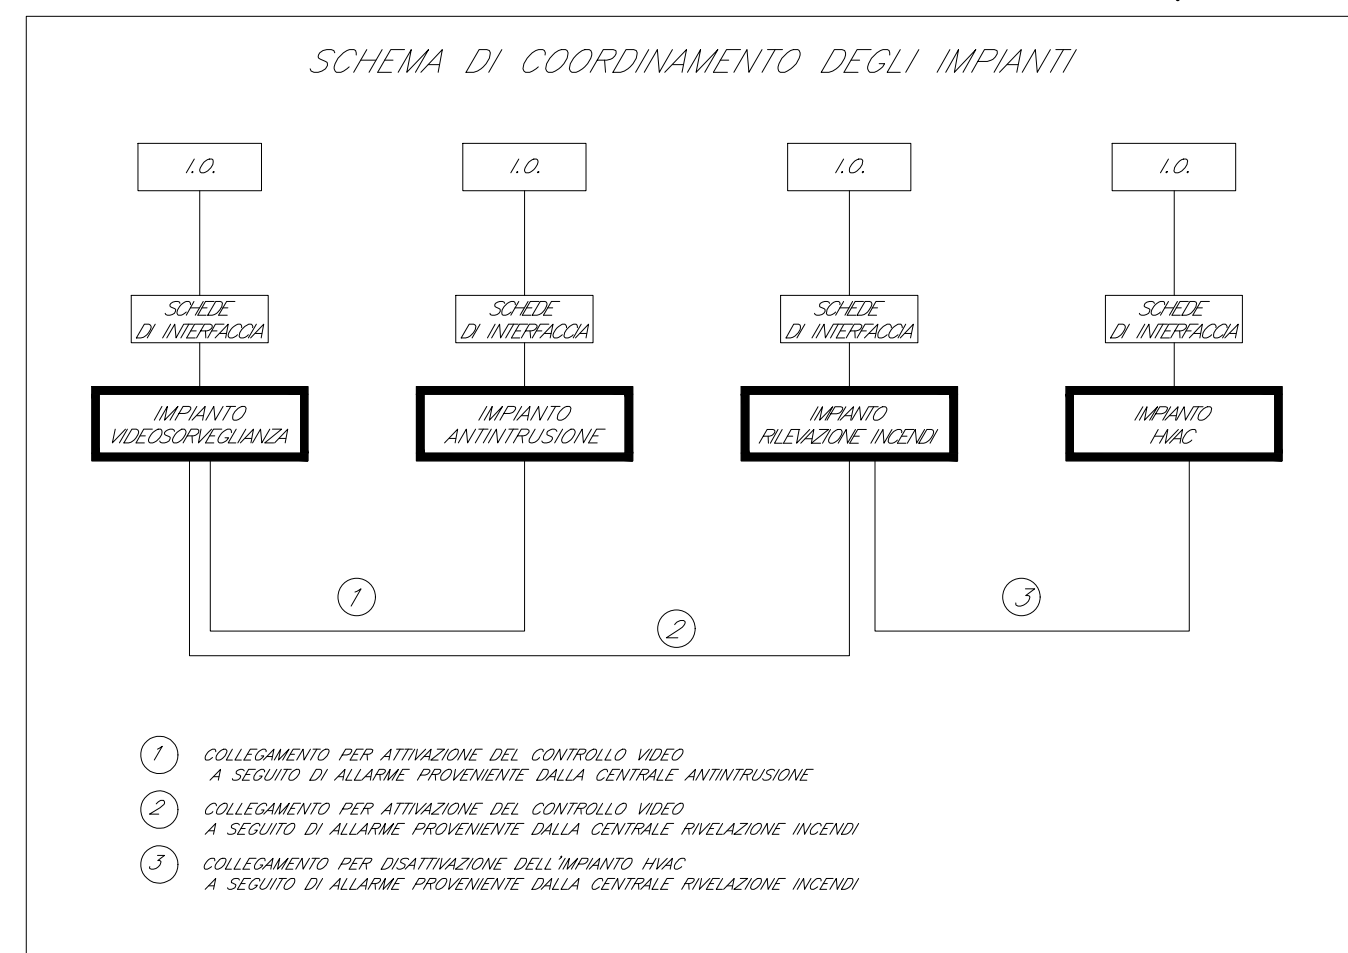 SCHEMA DI COORDINAMENTO DEGLI IMPIANTI
I.O.
I.O.
I.O.
I.O.
SCHEDE
DI INTERFACCIA
SCHEDE
DI INTERFACCIA
SCHEDE
DI INTERFACCIA
SCHEDE
DI INTERFACCIA
IMPIANTO
VIDEOSORVEGLIANZA
IMPIANTO
ANTINTRUSIONE
IMPIANTO
RILEVAZIONE INCENDI
IMPIANTO
HVAC
1
2
3
1 COLLEGAMENTO PER ATTIVAZIONE DEL CONTROLLO VIDEO
A SEGUITO DI ALLARME PROVENIENTE DALLA CENTRALE ANTINTRUSIONE
2 COLLEGAMENTO PER ATTIVAZIONE DEL CONTROLLO VIDEO
A SEGUITO DI ALLARME PROVENIENTE DALLA CENTRALE RIVELAZIONE INCENDI
3 COLLEGAMENTO PER DISATTIVAZIONE DELL'IMPIANTO HVAC
A SEGUITO DI ALLARME PROVENIENTE DALLA CENTRALE RIVELAZIONE INCENDI